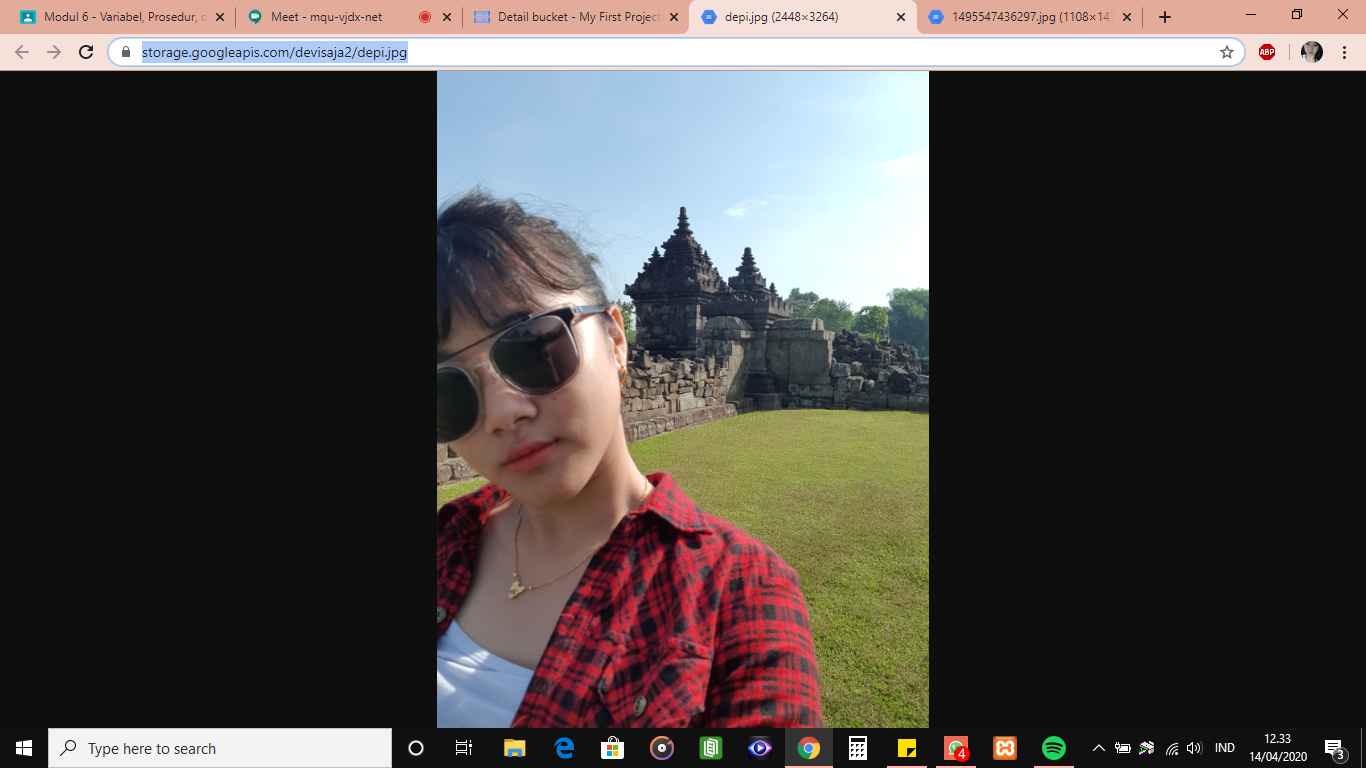 Modul 6 - Variabel, Prosedur, d
Meet - mqu-vjdx-net
Detail bucket - My First Project
depi.jpg (2448×3264)
1495547436297.jpg (1108×147
storage.googleapis.com/devisaja2/depi.jpg
ABP
Type here to search
4
IND
12.33
14/04/2020
3